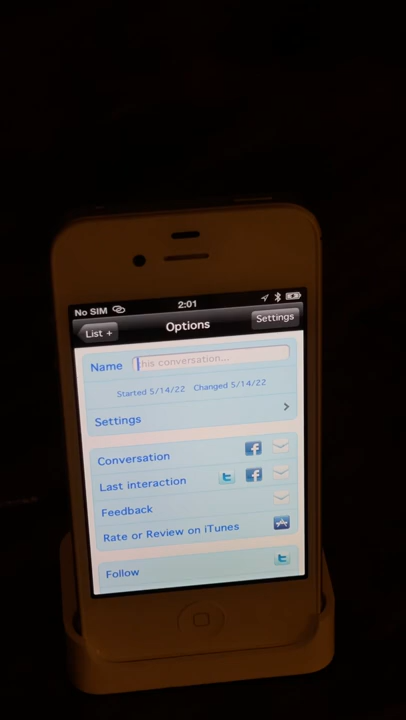 No SIM 2:01
List + Options Settings
Name this conversation...
Started 5/14/22 Changed 5/14/22
Settings
Conversation
Last interaction
Feedback
Rate or Review on iTunes
Follow